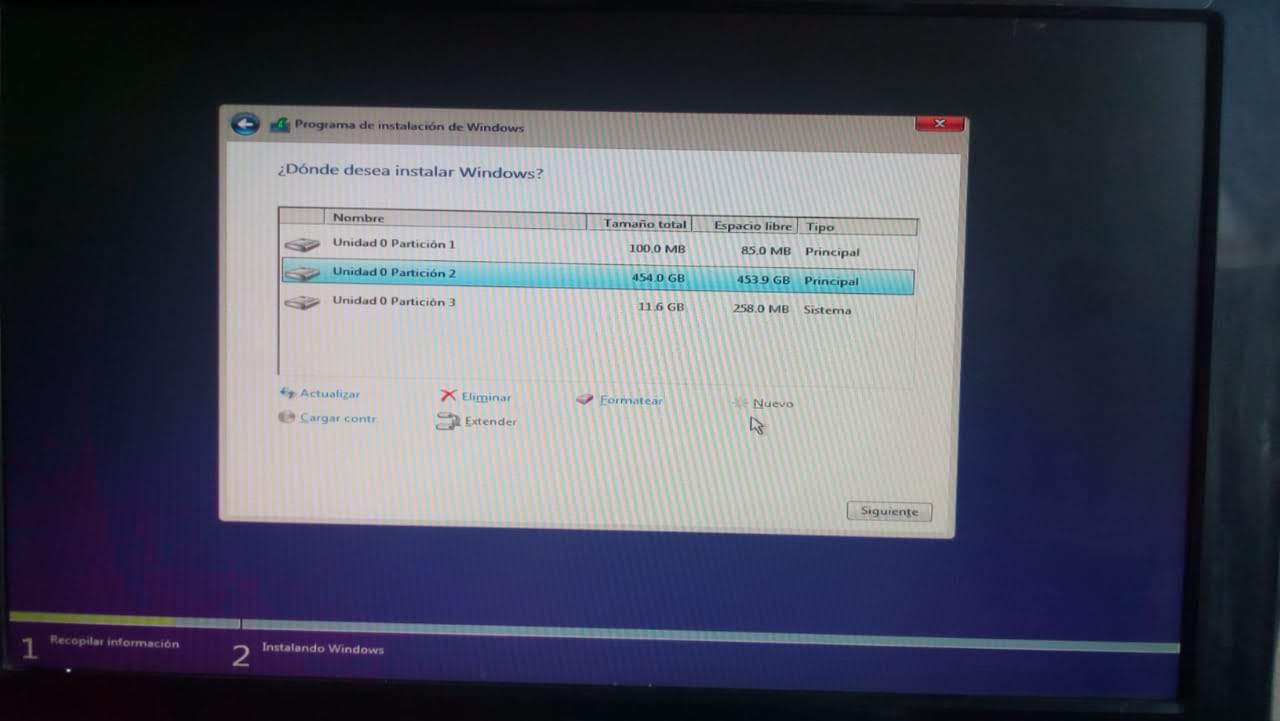 Programa de instalación de Windows
¿Dónde desea instalar Windows?
Nombre Tamaño total Espacio libre Tipo
Unidad 0 Partición 1 100.0 MB 85.0 MB Principal
Unidad 0 Partición 2 454.0 GB 453.9 GB Principal
Unidad 0 Partición 3 11.6 GB 258.0 MB Sistema
Actualizar Eliminar Formatear Nuevo
Cargar contr. Extender
Siguiente
1 Recopilar información 2 Instalando Windows